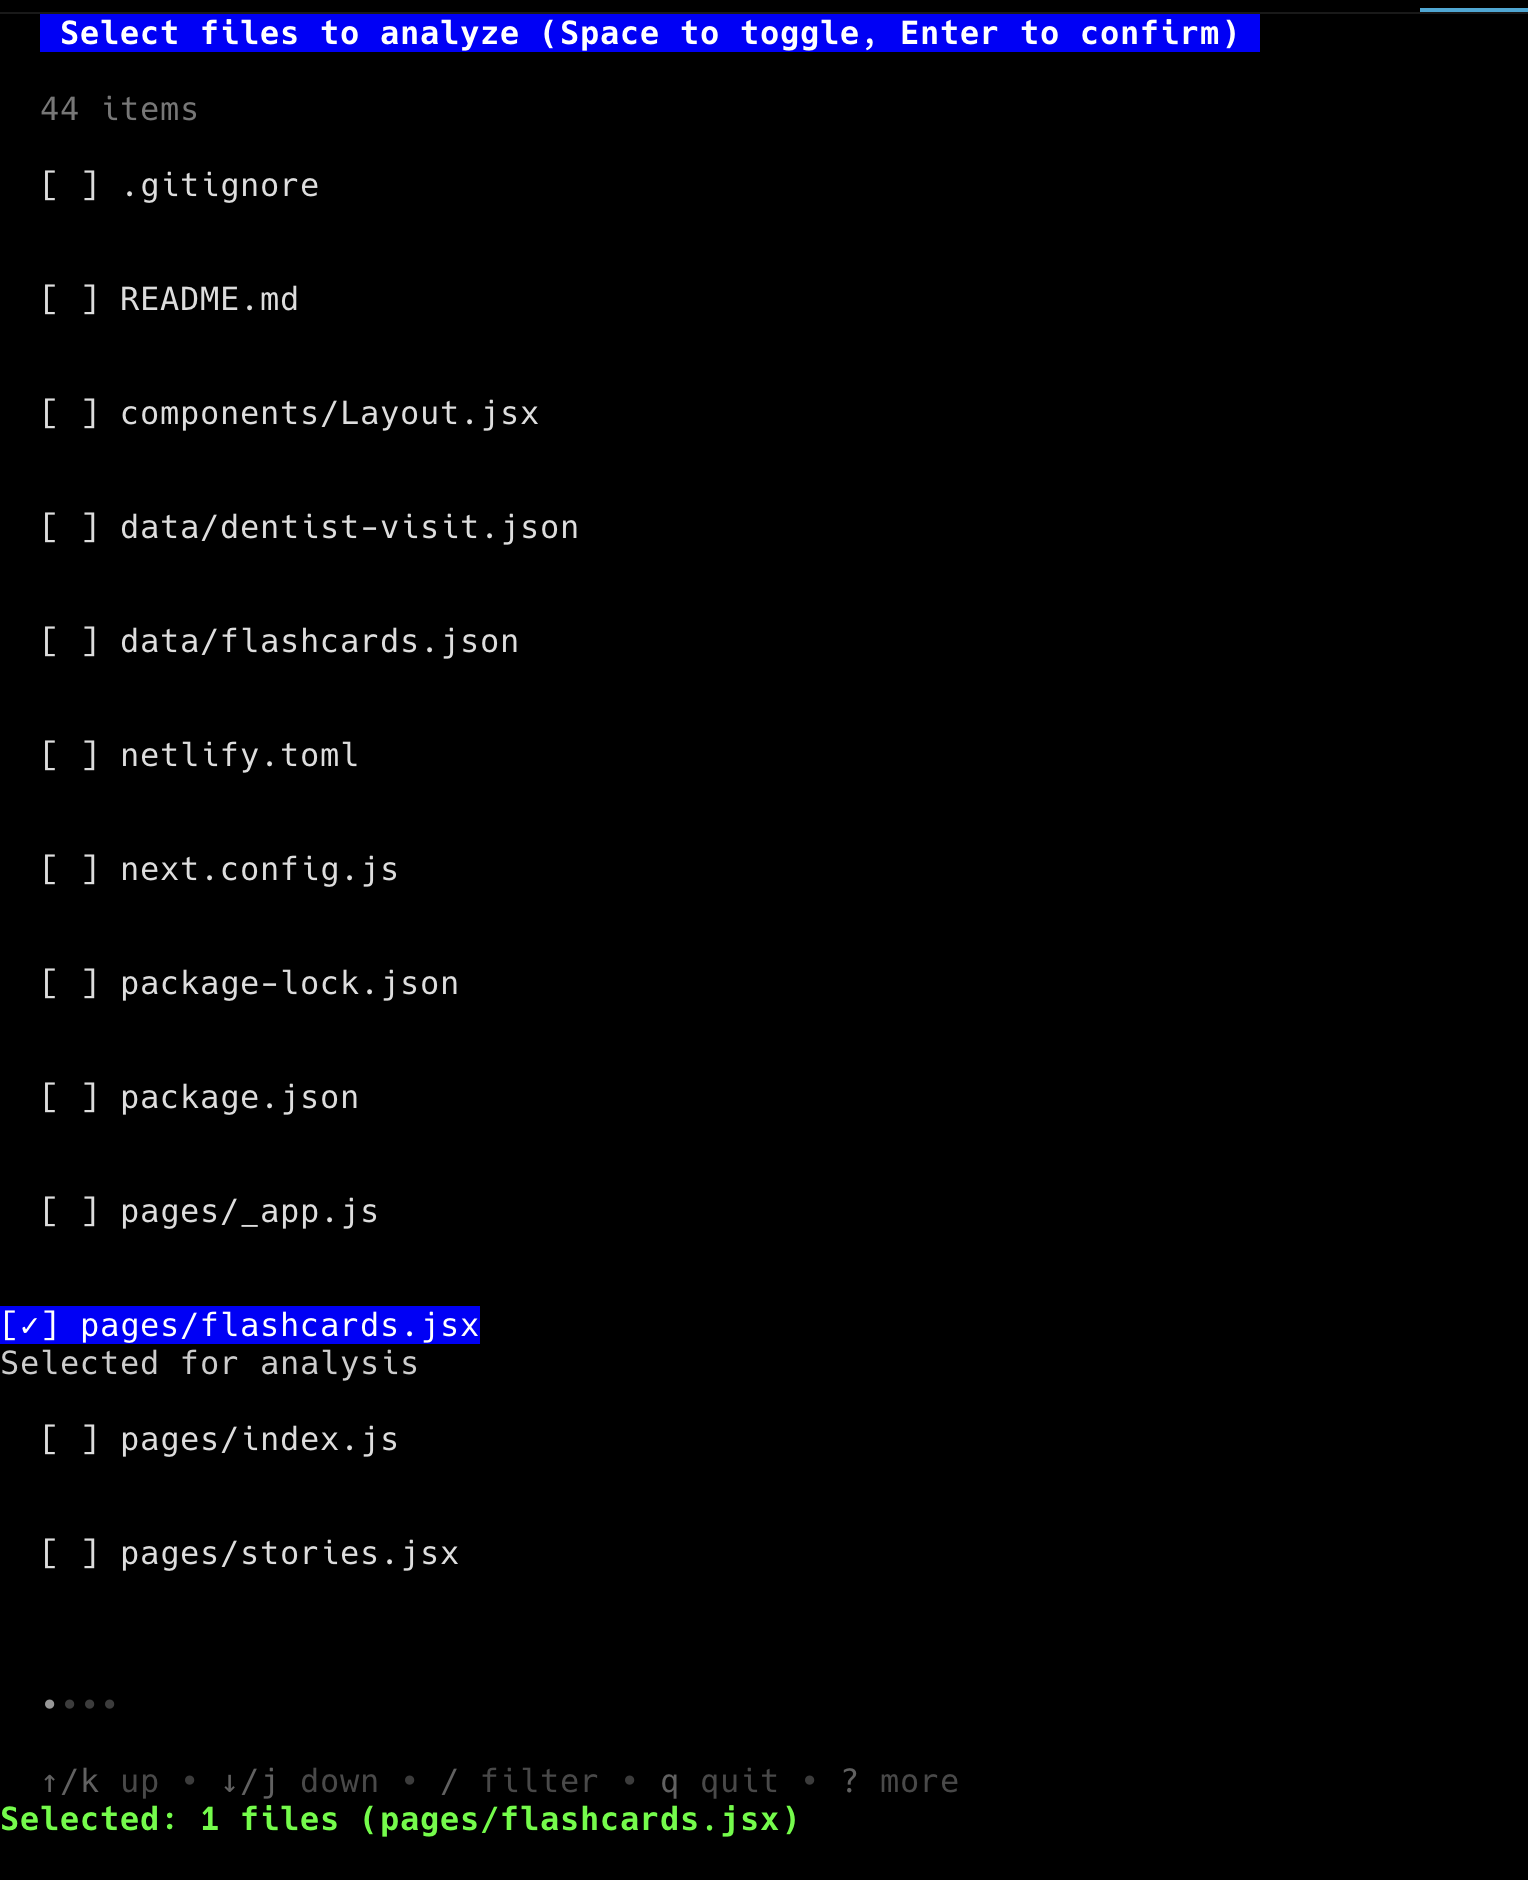 Select files to analyze (Space to toggle, Enter to confirm)
44 items
[ ] .gitignore
[ ] README.md
[ ] components/Layout.jsx
[ ] data/dentist-visit.json
[ ] data/flashcards.json
[ ] netlify.toml
[ ] next.config.js
[ ] package-lock.json
[ ] package.json
[ ] pages/_app.js
[✓] pages/flashcards.jsx
Selected for analysis
[ ] pages/index.js
[ ] pages/stories.jsx
••••
↑/k up • ↓/j down • / filter • q quit • ? more
Selected: 1 files (pages/flashcards.jsx)